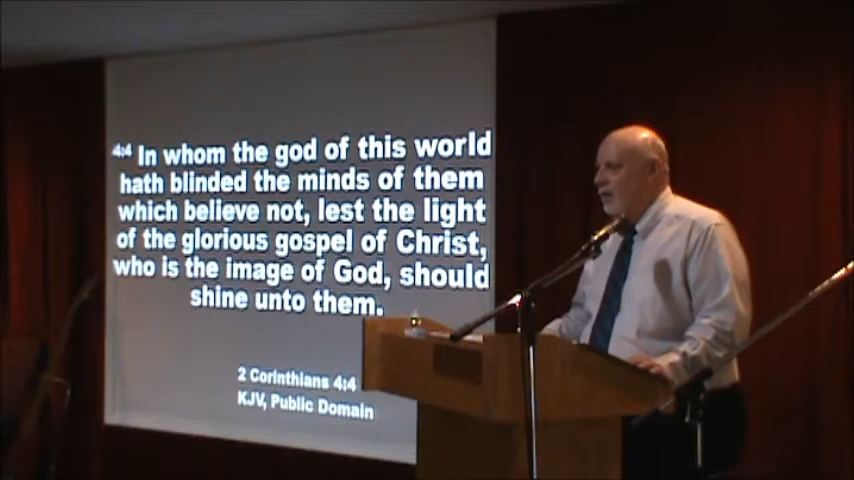 4:4 In whom the god of this world
hath blinded the minds of them
which believe not, lest the light
of the glorious gospel of Christ,
who is the image of God, should
shine unto them.
2 Corinthians 4:4
KJV, Public Domain